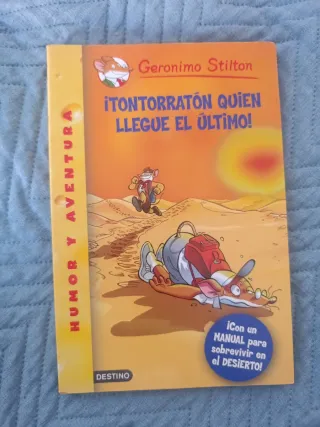 Geronimo Stilton
¡TONTORRATÓN QUIEN
LLEGUE EL ÚLTIMO!
HUMOR Y AVENTURA
¡Con un
MANUAL para
sobrevivir en
el DESIERTO!
DESTINO